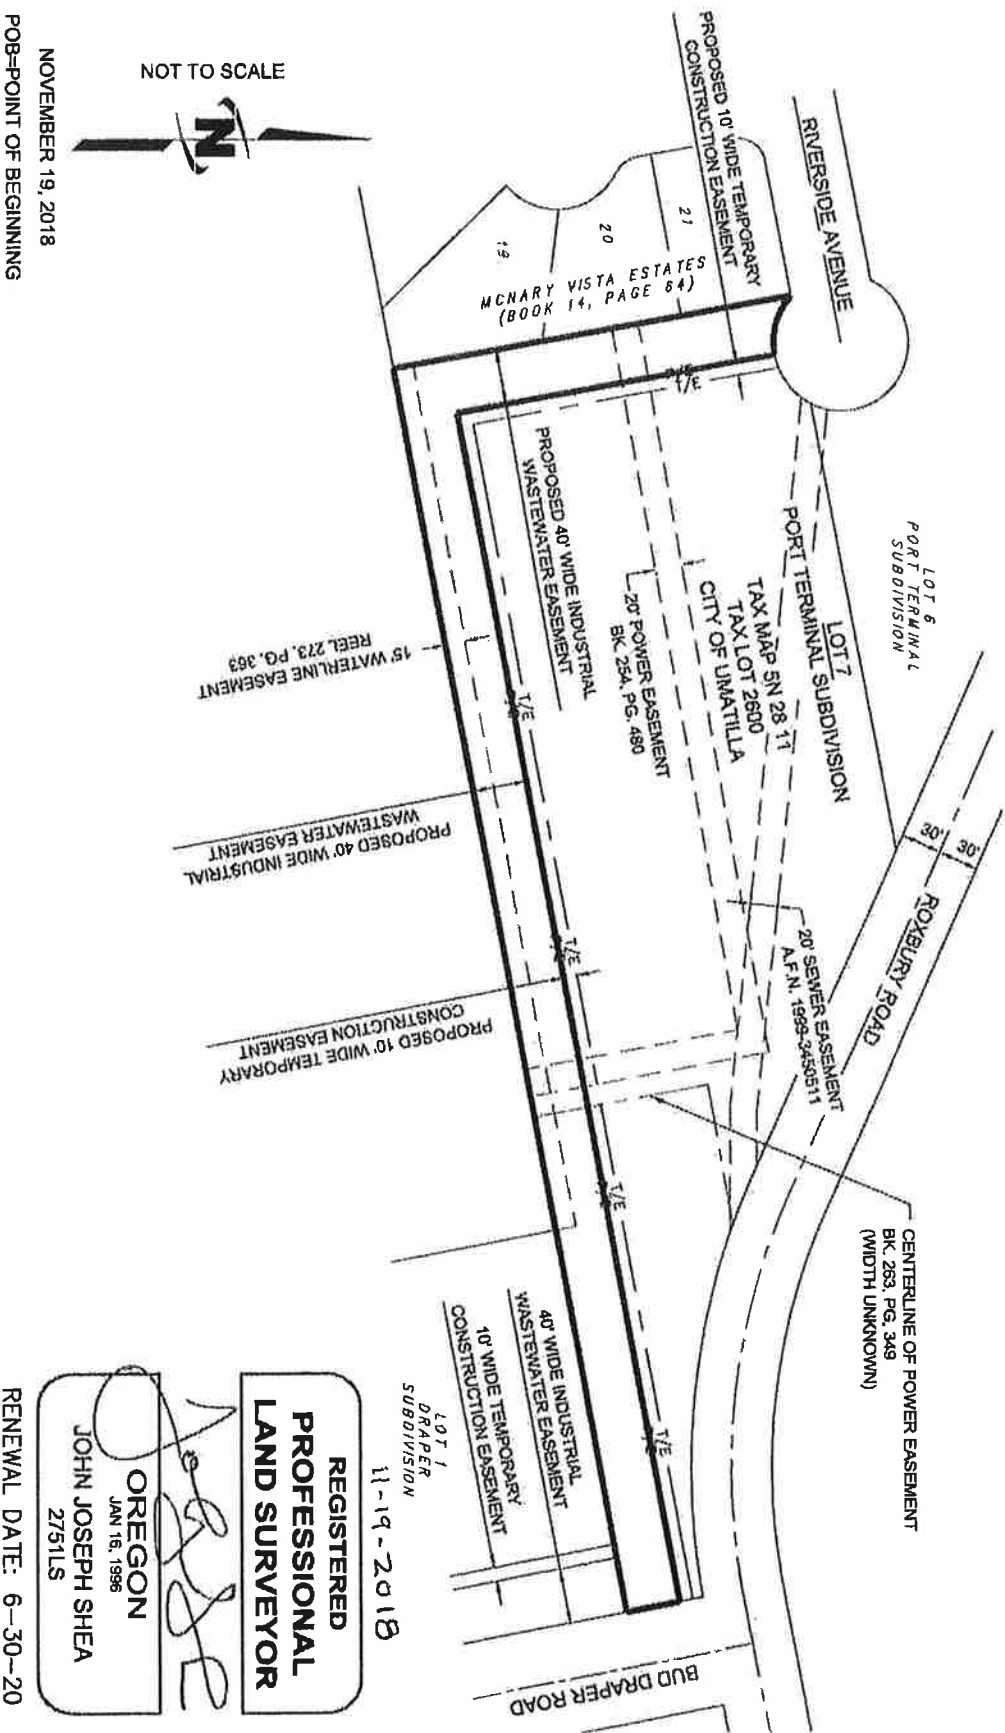 NOT TO SCALE
N
NOVEMBER 19, 2018
POB=POINT OF BEGINNING
PROPOSED 10' WIDE TEMPORARY
CONSTRUCTION EASEMENT
RIVERSIDE AVENUE
21
20
19
MCNARY VISTA ESTATES
(BOOK 14, PAGE 64)
T/E
LOT 6
PORT TERMINAL
SUBDIVISION
LOT 7
PORT TERMINAL SUBDIVISION
TAX MAP 5N 28 11
TAX LOT 2600
CITY OF UMATILLA
20' POWER EASEMENT
BK. 254, PG. 480
PROPOSED 40' WIDE INDUSTRIAL
WASTEWATER EASEMENT
15' WATERLINE EASEMENT
REEL 273, PG. 363
T/E
PROPOSED 40' WIDE INDUSTRIAL
WASTEWATER EASEMENT
30'
30'
ROXBURY ROAD
20' SEWER EASEMENT
A.F.N. 1999-3450511
T/E
PROPOSED 10' WIDE TEMPORARY
CONSTRUCTION EASEMENT
CENTERLINE OF POWER EASEMENT
BK. 263, PG. 349
(WIDTH UNKNOWN)
T/E
T/E
40' WIDE INDUSTRIAL
WASTEWATER EASEMENT
10' WIDE TEMPORARY
CONSTRUCTION EASEMENT
LOT 1
DRAPER
SUBDIVISION
BUD DRAPER ROAD
11-19-2018
REGISTERED
PROFESSIONAL
LAND SURVEYOR
OREGON
JAN 16, 1996
JOHN JOSEPH SHEA
2751LS
RENEWAL DATE: 6-30-20